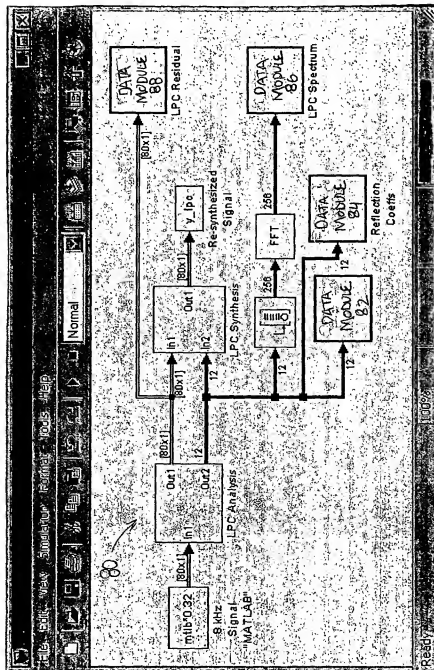 File Edit View Simulation Format Tools Help
Normal
80
mtlb*0.32
8 kHz
Signal
"MATLAB"
[80x1]
In1
Out1
Out2
LPC Analysis
[80x1]
12
[80x1]
DATA
MODULE
88
LPC Residual
In1
In2
Out1
LPC Synthesis
[80x1]
y_lpc
Re-synthesized
Signal
12
256
FFT
256
DATA
MODULE
86
LPC Spectrum
12
DATA
MODULE
82
12
DATA
MODULE
84
Reflection
Coeffs
Ready
100%